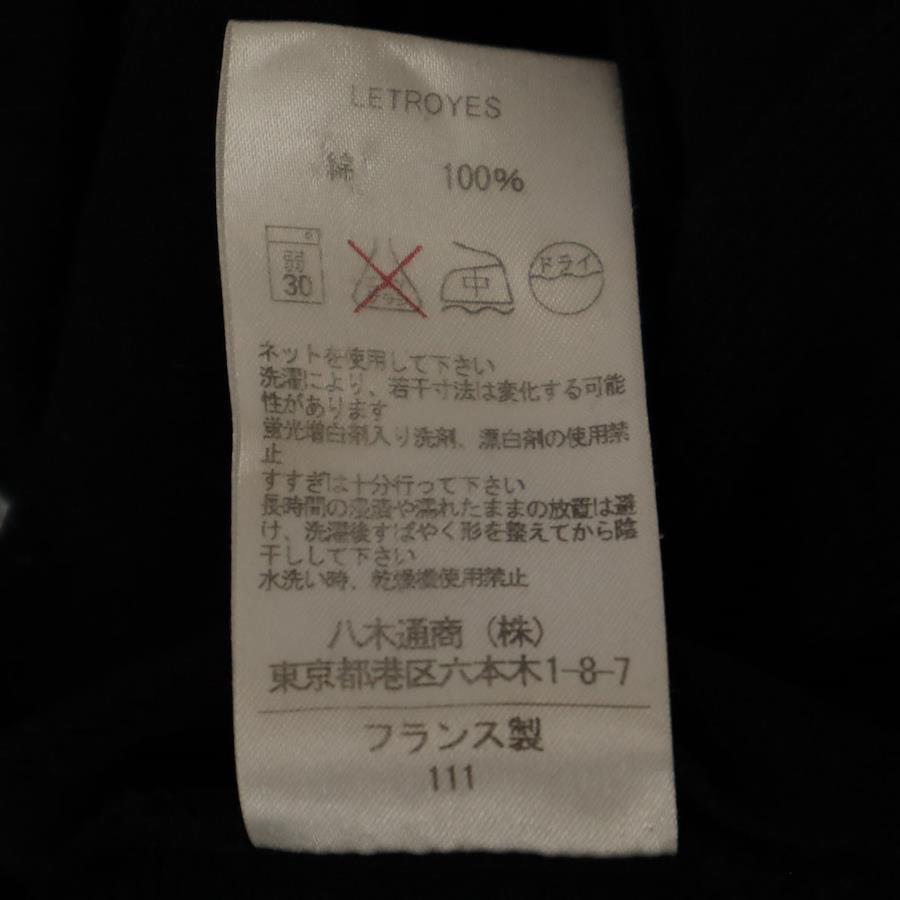 LETROYES
綿 100%
弱 30 中 ドライ
ネットを使用して下さい
洗濯により、若干寸法は変化する可能
性があります
蛍光増白剤入り洗剤、漂白剤の使用禁
止
すすぎは十分行って下さい
長時間の浸漬や濡れたままの放置は避
け、洗濯後すばやく形を整えてから陰
干しして下さい
水洗い時、乾燥機使用禁止
八木通商（株）
東京都港区六本木1-8-7
フランス製
111